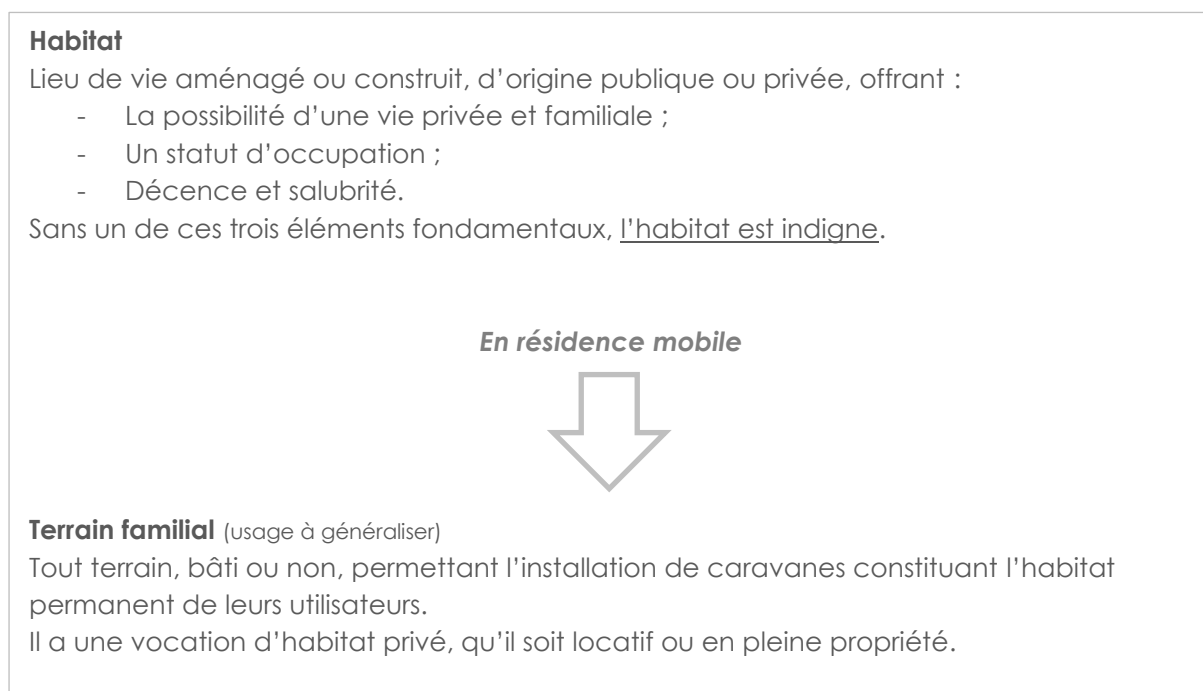 Habitat
Lieu de vie aménagé ou construit, d’origine publique ou privée, offrant :
- La possibilité d’une vie privée et familiale ;
- Un statut d’occupation ;
- Décence et salubrité.
Sans un de ces trois éléments fondamentaux, l’habitat est indigne.
En résidence mobile
Terrain familial (usage à généraliser)
Tout terrain, bâti ou non, permettant l’installation de caravanes constituant l’habitat
permanent de leurs utilisateurs.
Il a une vocation d’habitat privé, qu’il soit locatif ou en pleine propriété.